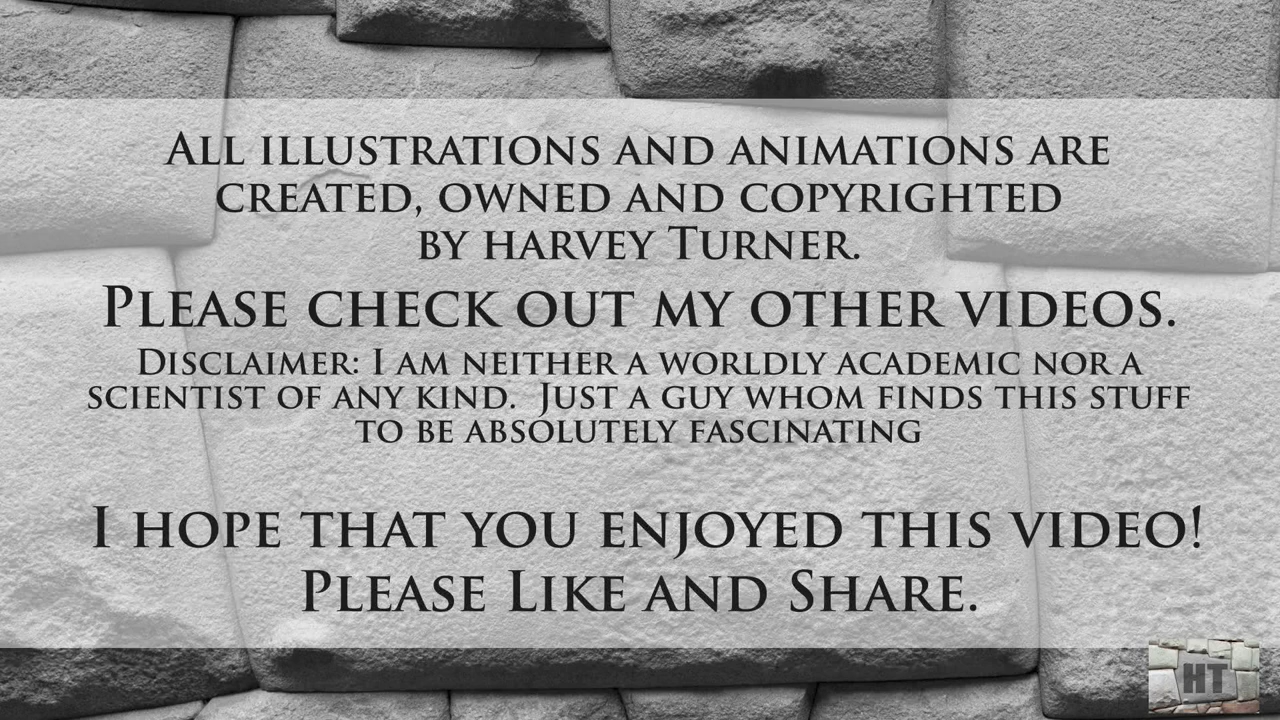 All illustrations and animations are
created, owned and copyrighted
by harvey Turner.
Please check out my other videos.
Disclaimer: I am neither a worldly academic nor a
scientist of any kind.  Just a guy whom finds this stuff
to be absolutely fascinating
I hope that you enjoyed this video!
Please Like and Share.
HT